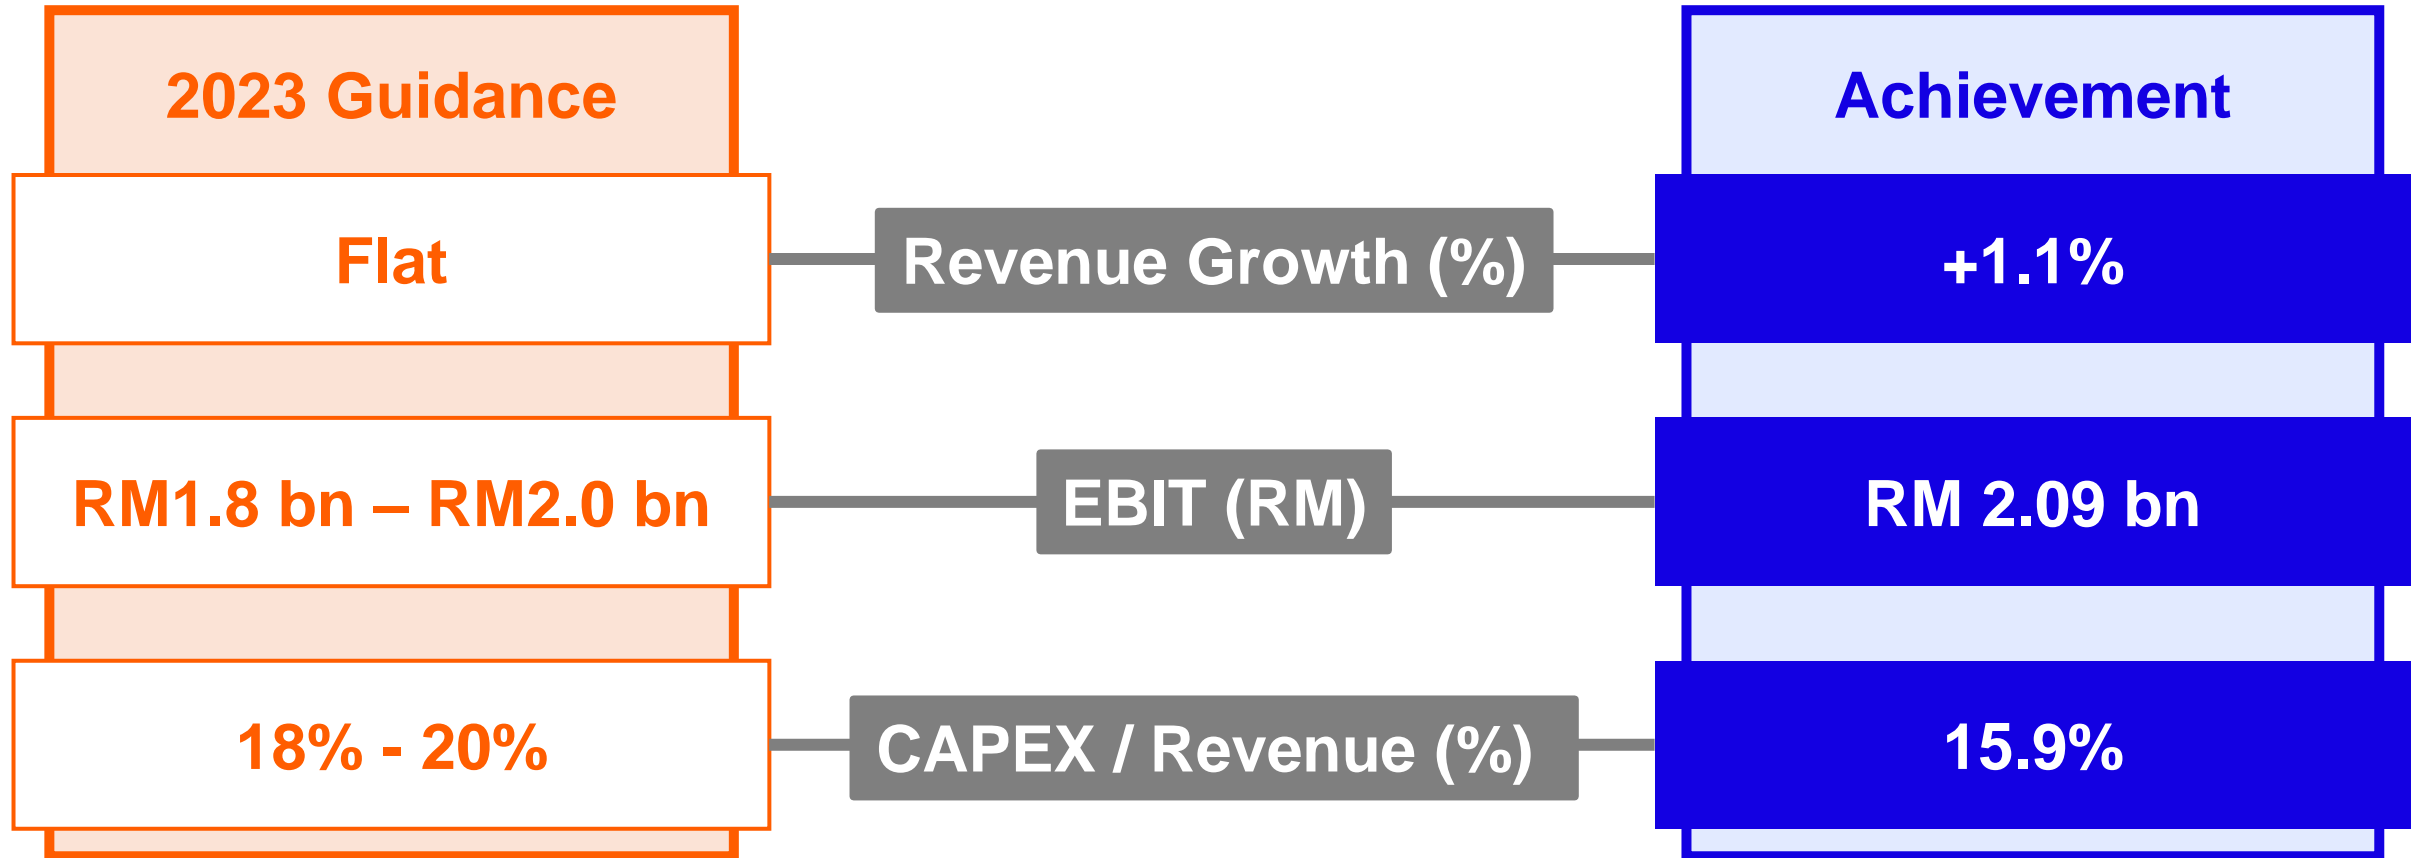 2023 Guidance
Achievement
Flat
Revenue Growth (%)
+1.1%
RM1.8 bn – RM2.0 bn
EBIT (RM)
RM 2.09 bn
18% - 20%
CAPEX / Revenue (%)
15.9%